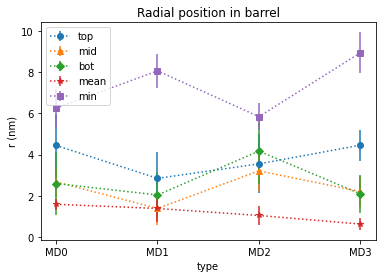 Radial position in barrel
10
8
6
4
2
0
r (nm)
top
mid
bot
mean
min
MD0
MD1
MD2
MD3
type